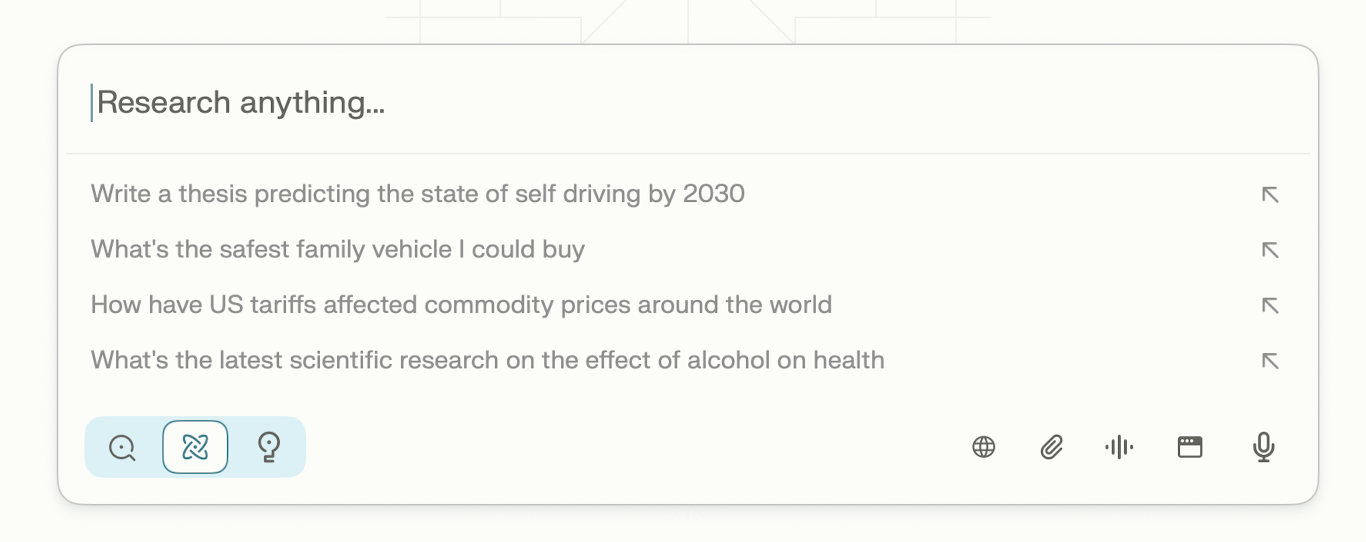 Research anything...
Write a thesis predicting the state of self driving by 2030
What's the safest family vehicle I could buy
How have US tariffs affected commodity prices around the world
What's the latest scientific research on the effect of alcohol on health